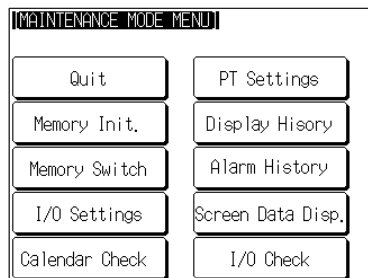 [MAINTENANCE MODE MENU]
Quit
PT Settings
Memory Init.
Display Hisory
Memory Switch
Alarm History
I/O Settings
Screen Data Disp.
Calendar Check
I/O Check